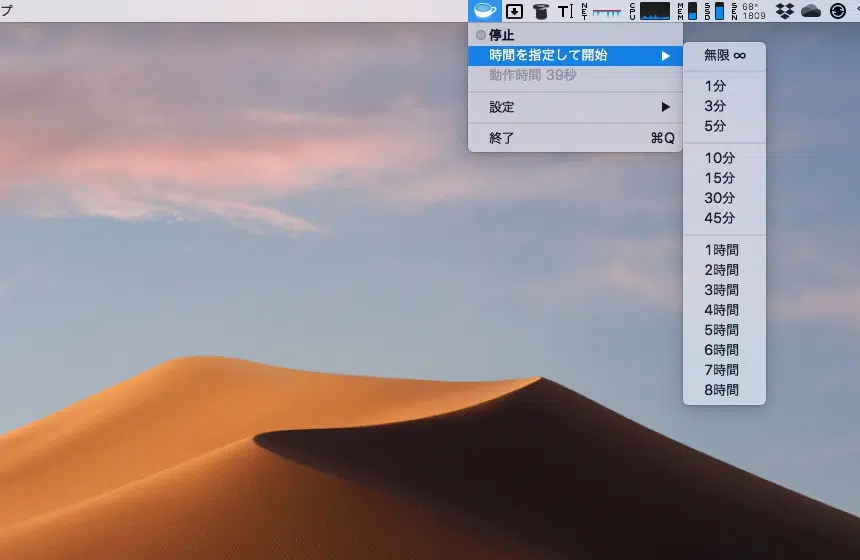 プ
T
NET
CPU
MEM
SSD
SEN
68°
1809
停止
時間を指定して開始 ▶
動作時間 39秒
設定 ▶
終了 ⌘Q
無限 ∞
1分
3分
5分
10分
15分
30分
45分
1時間
2時間
3時間
4時間
5時間
6時間
7時間
8時間